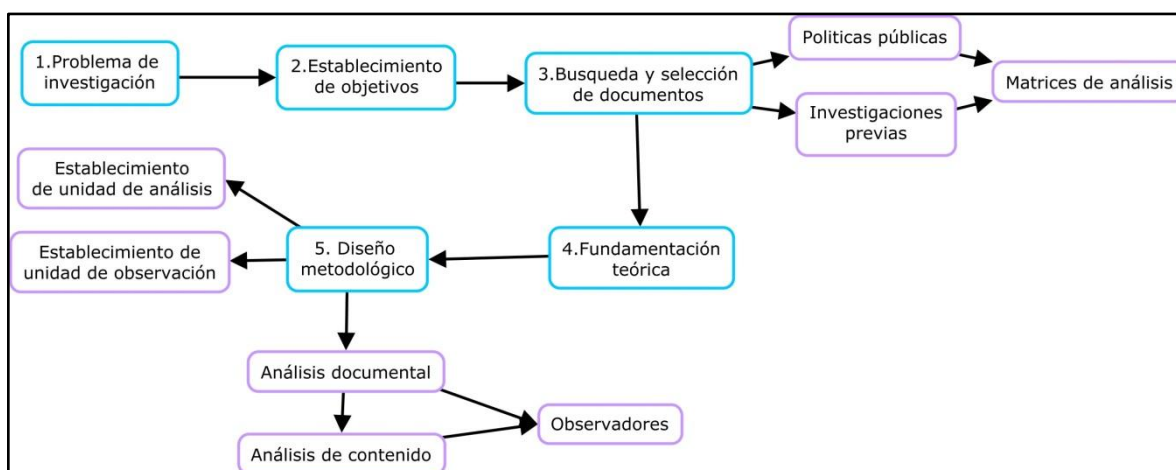 1.Problema de
investigación
2.Establecimiento
de objetivos
3.Busqueda y selección
de documentos
Politicas públicas
Investigaciones
previas
Matrices de análisis
Establecimiento
de unidad de análisis
Establecimiento de
unidad de observación
5. Diseño
metodológico
4.Fundamentación
teórica
Análisis documental
Análisis de contenido
Observadores